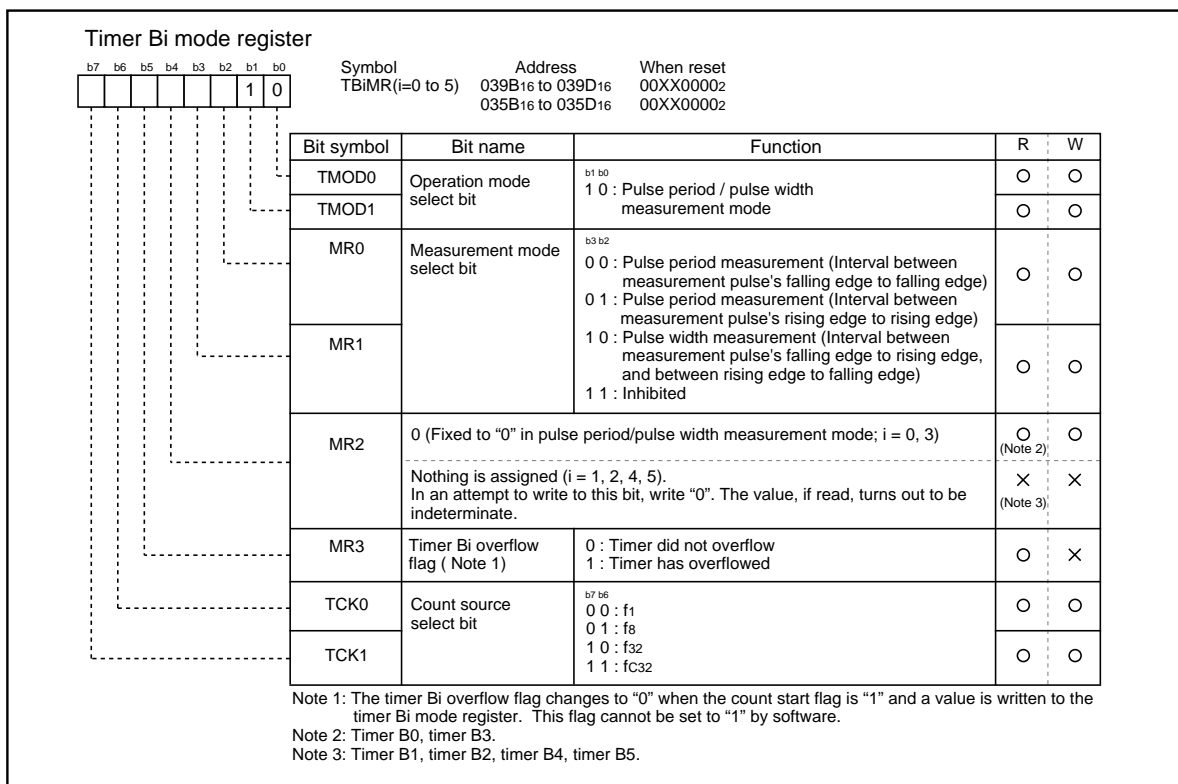 Timer Bi mode register
b7 b6 b5 b4 b3 b2 b1 b0
1 0
Symbol Address When reset
TBiMR(i=0 to 5) 039B16 to 039D16 00XX00002
035B16 to 035D16 00XX00002
Bit symbol Bit name Function R W
TMOD0
TMOD1
Operation mode
select bit
b1 b0
1 0 : Pulse period / pulse width
measurement mode
MR0
MR1
Measurement mode
select bit
b3 b2
0 0 : Pulse period measurement (Interval between
measurement pulse's falling edge to falling edge)
0 1 : Pulse period measurement (Interval between
measurement pulse's rising edge to rising edge)
1 0 : Pulse width measurement (Interval between
measurement pulse's falling edge to rising edge,
and between rising edge to falling edge)
1 1 : Inhibited
MR2
0 (Fixed to “0” in pulse period/pulse width measurement mode; i = 0, 3)
(Note 2)
Nothing is assigned (i = 1, 2, 4, 5).
In an attempt to write to this bit, write “0”. The value, if read, turns out to be
indeterminate.
(Note 3)
MR3
Timer Bi overflow
flag ( Note 1)
0 : Timer did not overflow
1 : Timer has overflowed
TCK0
TCK1
Count source
select bit
b7 b6
0 0 : f1
0 1 : f8
1 0 : f32
1 1 : fC32
Note 1: The timer Bi overflow flag changes to “0” when the count start flag is “1” and a value is written to the
timer Bi mode register. This flag cannot be set to “1” by software.
Note 2: Timer B0, timer B3.
Note 3: Timer B1, timer B2, timer B4, timer B5.